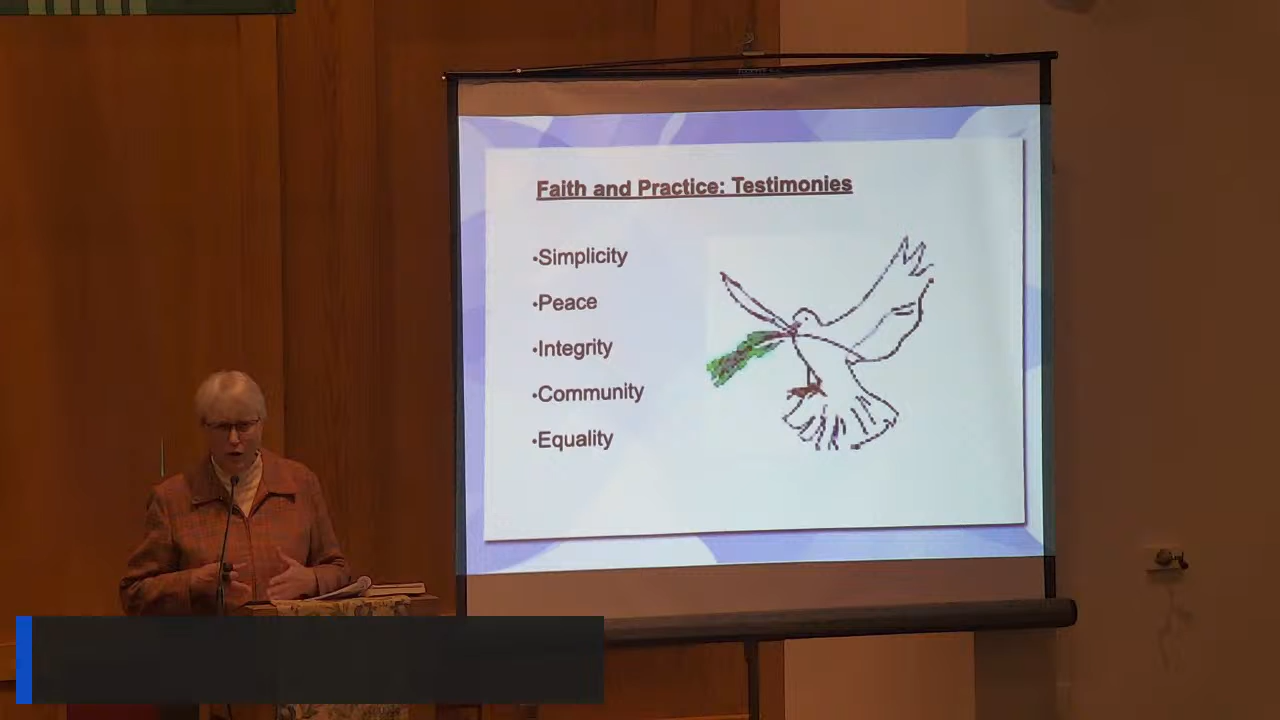 Faith and Practice: Testimonies
•Simplicity
•Peace
•Integrity
•Community
•Equality